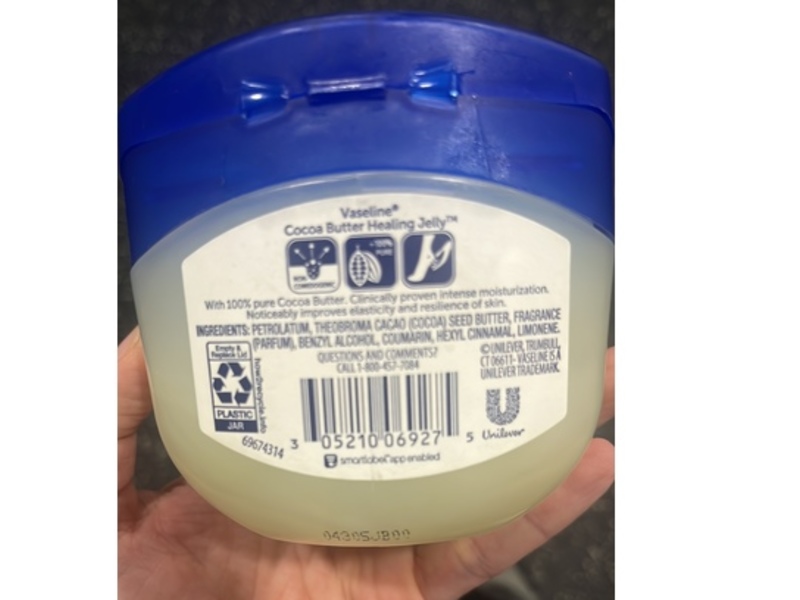 Vaseline®
Cocoa Butter Healing Jelly™
NON COMEDOGENIC
100% PURE
With 100% pure Cocoa Butter. Clinically proven intense moisturization.
Noticeably improves elasticity and resilience of skin.
INGREDIENTS: PETROLATUM, THEOBROMA CACAO (COCOA) SEED BUTTER, FRAGRANCE
(PARFUM), BENZYL ALCOHOL, COUMARIN, HEXYL CINNAMAL, LIMONENE.
QUESTIONS AND COMMENTS?
CALL 1-800-457-7084
©UNILEVER, TRUMBULL,
CT 06611- VASELINE IS A
UNILEVER TRADEMARK.
Empty &
Replace Lid
how2recycle.info
PLASTIC
JAR
69674314
3 05210 06927 5
Unilever
smartlabel app enabled